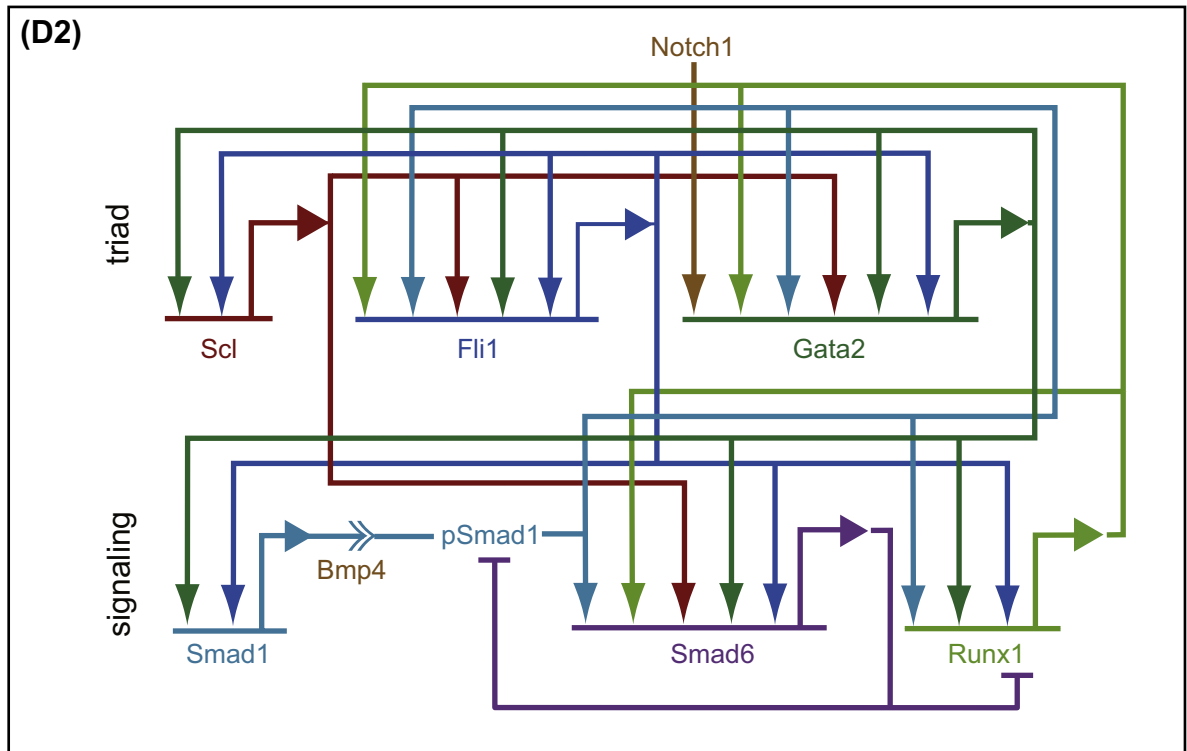 (D2)
Notch1
triad
Scl
Fli1
Gata2
signaling
pSmad1
Bmp4
Smad1
Smad6
Runx1